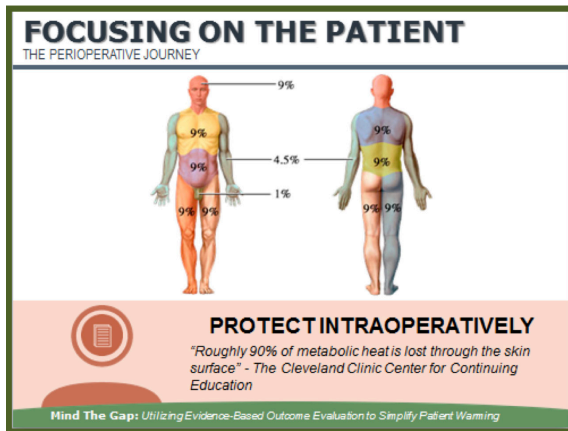 FOCUSING ON THE PATIENT
THE PERIOPERATIVE JOURNEY
9%
9%
9%
9%
4.5%
9%
1%
9% 9%
9% 9%
PROTECT INTRAOPERATIVELY
"Roughly 90% of metabolic heat is lost through the skin
surface" - The Cleveland Clinic Center for Continuing
Education
Mind The Gap: Utilizing Evidence-Based Outcome Evaluation to Simplify Patient Warming